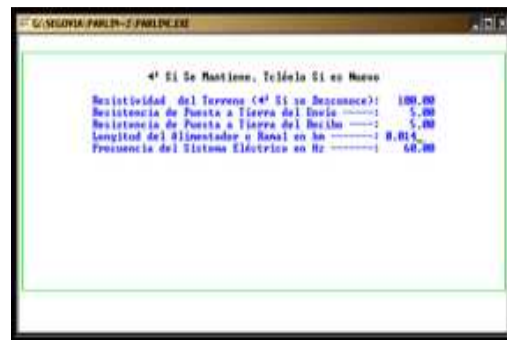 G:\SEGOVIA\PARLIN~2\PARLINE.EXE
◄┘ Si Se Mantiene, Tcléelo Si es Nuevo
Resistividad del Terreno (◄┘ Si se Desconoce): 100.00
Resistencia de Puesta a Tierra del Envío -----: 5.00
Resistencia de Puesta a Tierra del Recibo ----: 5.00
Longitud del Alimentador o Ramal en km -------: 0.014_
Frecuencia del Sistema Eléctrico en Hz -------: 60.00